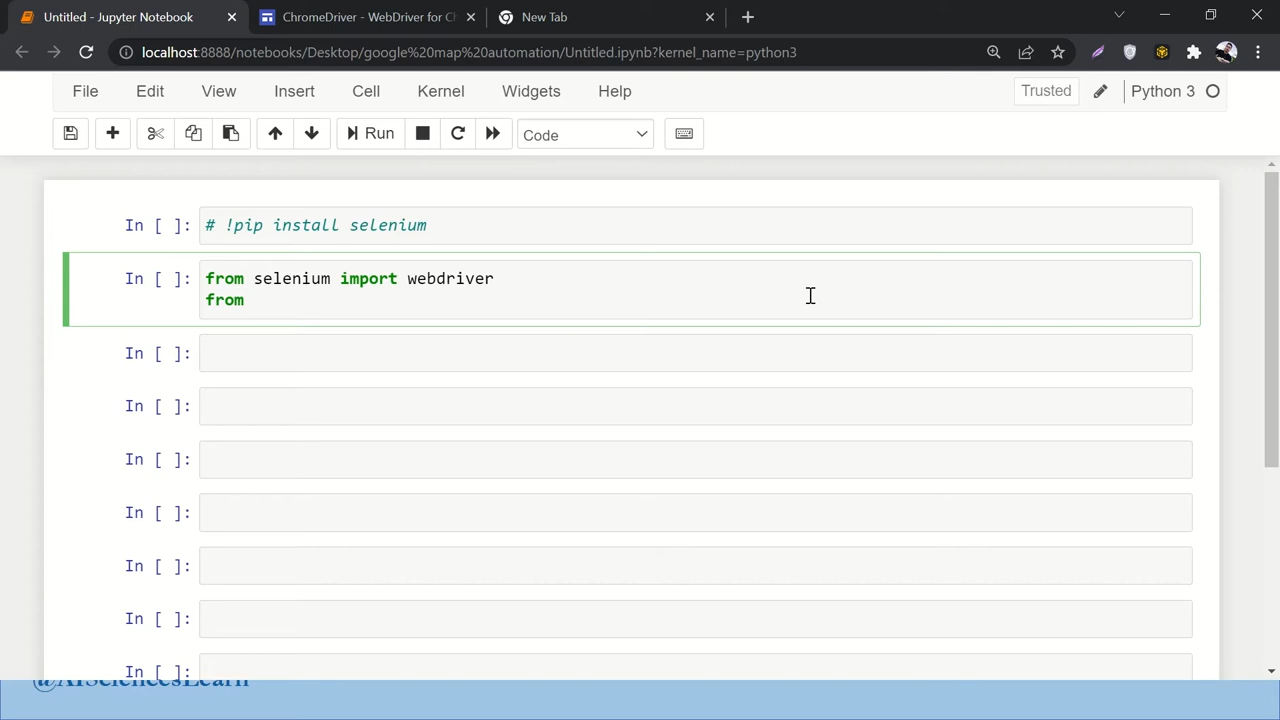 Untitled - Jupyter Notebook
ChromeDriver - WebDriver for Ch
New Tab
localhost:8888/notebooks/Desktop/google%20map%20automation/Untitled.ipynb?kernel_name=python3
File Edit View Insert Cell Kernel Widgets Help Trusted Python 3
Run Code
In [ ]: # !pip install selenium
In [ ]: from selenium import webdriver
from
In [ ]:
In [ ]:
In [ ]:
In [ ]:
In [ ]:
In [ ]:
In [ ]:
@AISciencesLearn